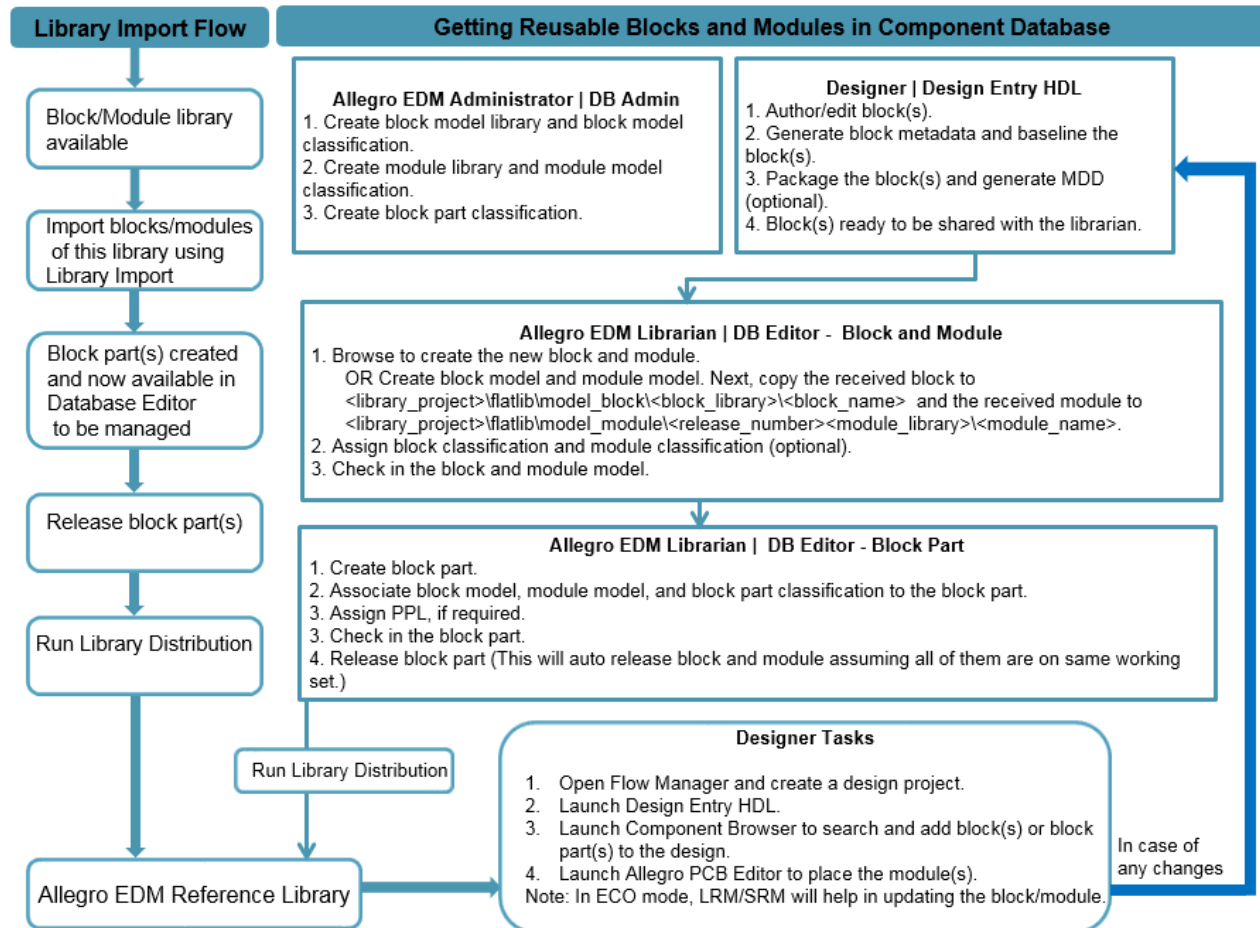 Library Import Flow
Block/Module library
available
Import blocks/modules
of this library using
Library Import
Block part(s) created
and now available in
Database Editor
to be managed
Release block part(s)
Run Library Distribution
Allegro EDM Reference Library
Getting Reusable Blocks and Modules in Component Database
Allegro EDM Administrator | DB Admin
1. Create block model library and block model
classification.
2. Create module library and module model
classification.
3. Create block part classification.
Designer | Design Entry HDL
1. Author/edit block(s).
2. Generate block metadata and baseline the
block(s).
3. Package the block(s) and generate MDD
(optional).
4. Block(s) ready to be shared with the librarian.
Allegro EDM Librarian | DB Editor - Block and Module
1. Browse to create the new block and module.
OR Create block model and module model. Next, copy the received block to
<library_project>\flatlib\model_block\<block_library>\<block_name> and the received module to
<library_project>\flatlib\model_module\<release_number><module_library>\<module_name>.
2. Assign block classification and module classification (optional).
3. Check in the block and module model.
Allegro EDM Librarian | DB Editor - Block Part
1. Create block part.
2. Associate block model, module model, and block part classification to the block part.
3. Assign PPL, if required.
3. Check in the block part.
4. Release block part (This will auto release block and module assuming all of them are on same working
set.)
Run Library Distribution
Designer Tasks
1. Open Flow Manager and create a design project.
2. Launch Design Entry HDL.
3. Launch Component Browser to search and add block(s) or block
part(s) to the design.
4. Launch Allegro PCB Editor to place the module(s).
Note: In ECO mode, LRM/SRM will help in updating the block/module.
In case of
any changes